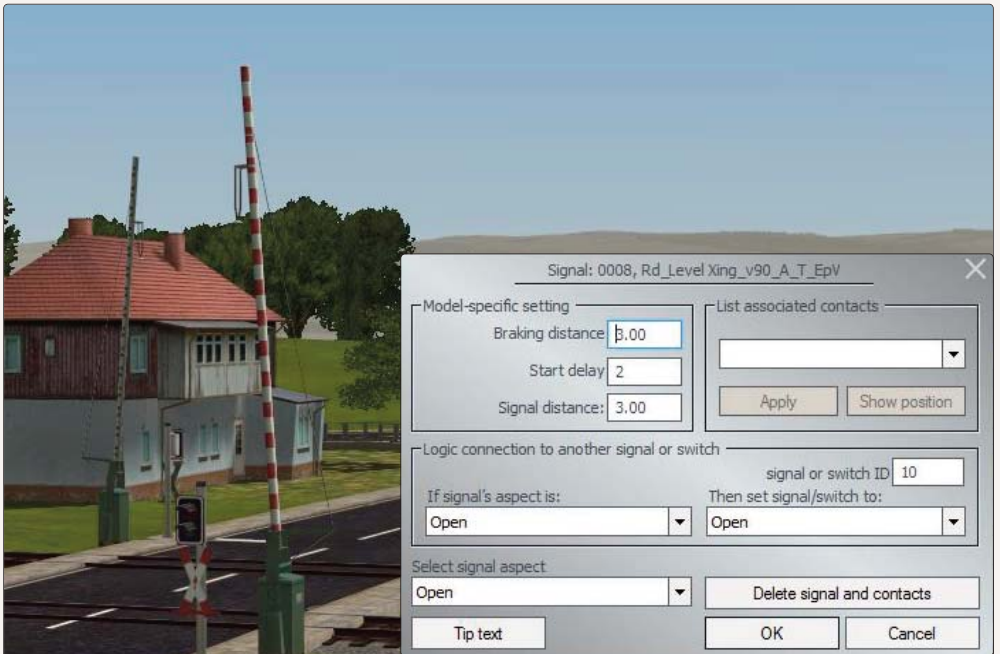 Signal: 0008, Rd_Level Xing_v90_A_T_EpV
Model-specific setting
Braking distance 3.00
Start delay 2
Signal distance: 3.00
List associated contacts
Apply Show position
Logic connection to another signal or switch
signal or switch ID 10
If signal's aspect is: Then set signal/switch to:
Open Open
Select signal aspect
Open Delete signal and contacts
Tip text OK Cancel